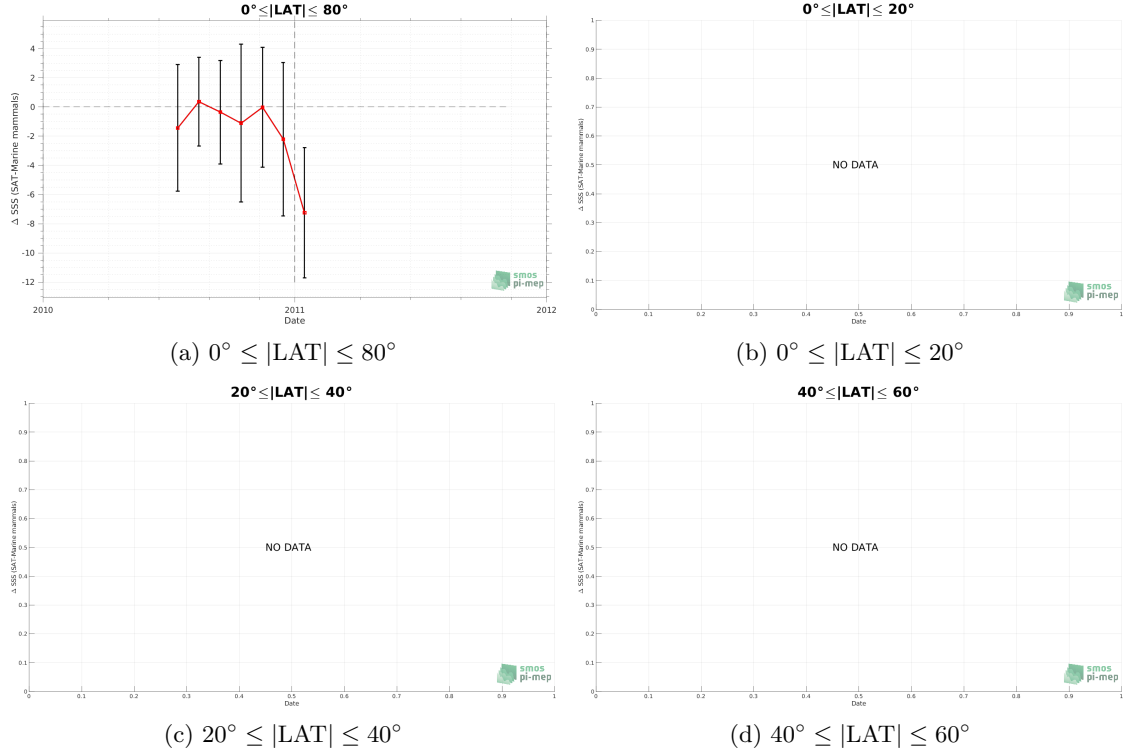 0°≤|LAT|≤ 80°
Δ SSS (SAT-Marine mammals)
4
2
0
-2
-4
-6
-8
-10
-12
2010
2011
2012
Date
smos
pi-mep
(a) 0° ≤ |LAT| ≤ 80°
0°≤|LAT|≤ 20°
Δ SSS (SAT-Marine mammals)
1
0.9
0.8
0.7
0.6
0.5
0.4
0.3
0.2
0.1
0
NO DATA
0
0.1
0.2
0.3
0.4
0.5
0.6
0.7
0.8
0.9
1
Date
smos
pi-mep
(b) 0° ≤ |LAT| ≤ 20°
20°≤|LAT|≤ 40°
Δ SSS (SAT-Marine mammals)
1
0.9
0.8
0.7
0.6
0.5
0.4
0.3
0.2
0.1
0
NO DATA
0
0.1
0.2
0.3
0.4
0.5
0.6
0.7
0.8
0.9
1
Date
smos
pi-mep
(c) 20° ≤ |LAT| ≤ 40°
40°≤|LAT|≤ 60°
Δ SSS (SAT-Marine mammals)
1
0.9
0.8
0.7
0.6
0.5
0.4
0.3
0.2
0.1
0
NO DATA
0
0.1
0.2
0.3
0.4
0.5
0.6
0.7
0.8
0.9
1
Date
smos
pi-mep
(d) 40° ≤ |LAT| ≤ 60°